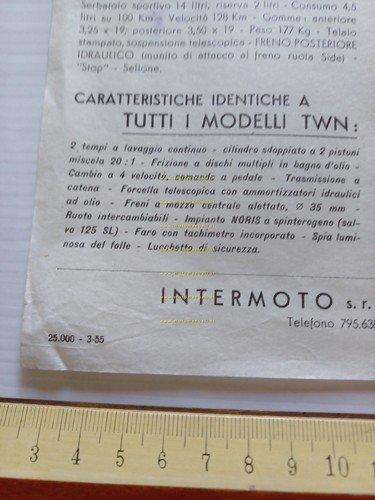 Serbatoio sportivo 14 litri, riserva 2 litri - Consumo 4,5
litri su 100 Km - Velocità 128 Km - Gomme: anteriore
3,25 x 19, posteriore 3,50 x 19 - Peso 177 Kg - Telaio
stampato, sospensione telescopica - FRENO POSTERIORE
IDRAULICO (munito di attacco al freno ruota Side) -
"Stop" - Sellone.
CARATTERISTICHE IDENTICHE A
TUTTI I MODELLI TWN:
2 tempi a lavaggio continuo - cilindro sdoppiato a 2 pistoni
miscela 20:1 - Frizione a dischi multipli in bagno d'olio -
Cambio a 4 velocità, comando a pedale - Trasmissione a
catena - Forcella telescopica con ammortizzatori idraulici
ad olio - Freni a mozzo centrale alettato, Ø 35 mm -
Ruote intercambiabili - Impianto NORIS a spinterogeno (sal-
vo 125 SL) - Faro con tachimetro incorporato - Spia lumi-
nosa del folle - Lucchetto di sicurezza.
INTERMOTO s. r.
Telefono 795.63
25.000 - 3-55
3 4 5 6 7 8 9 10